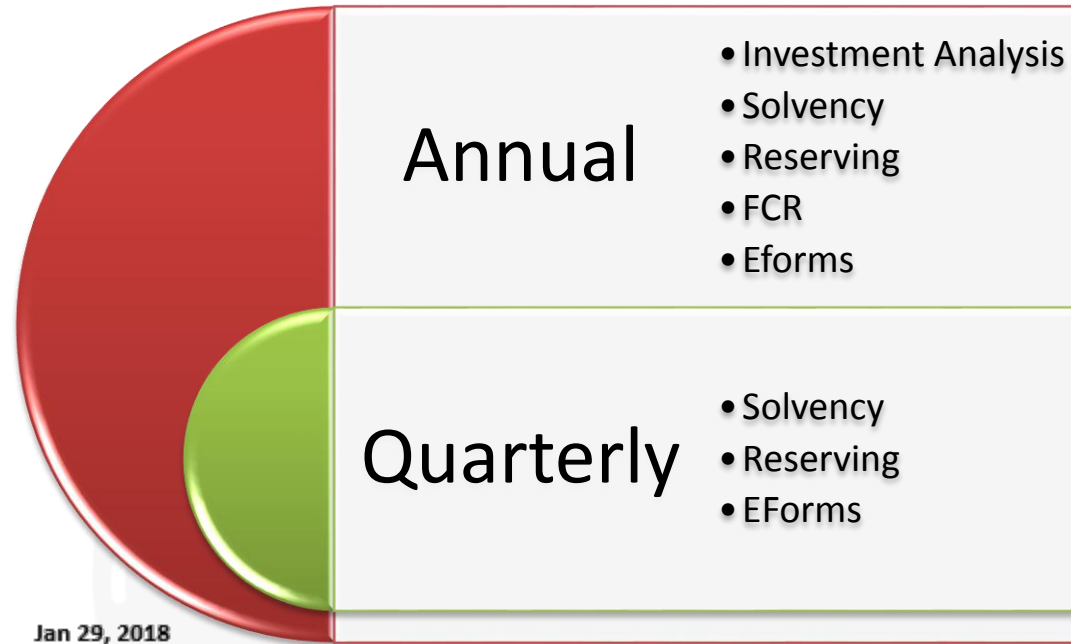 Annual
• Investment Analysis
• Solvency
• Reserving
• FCR
• Eforms
Quarterly
• Solvency
• Reserving
• EForms
Jan 29, 2018